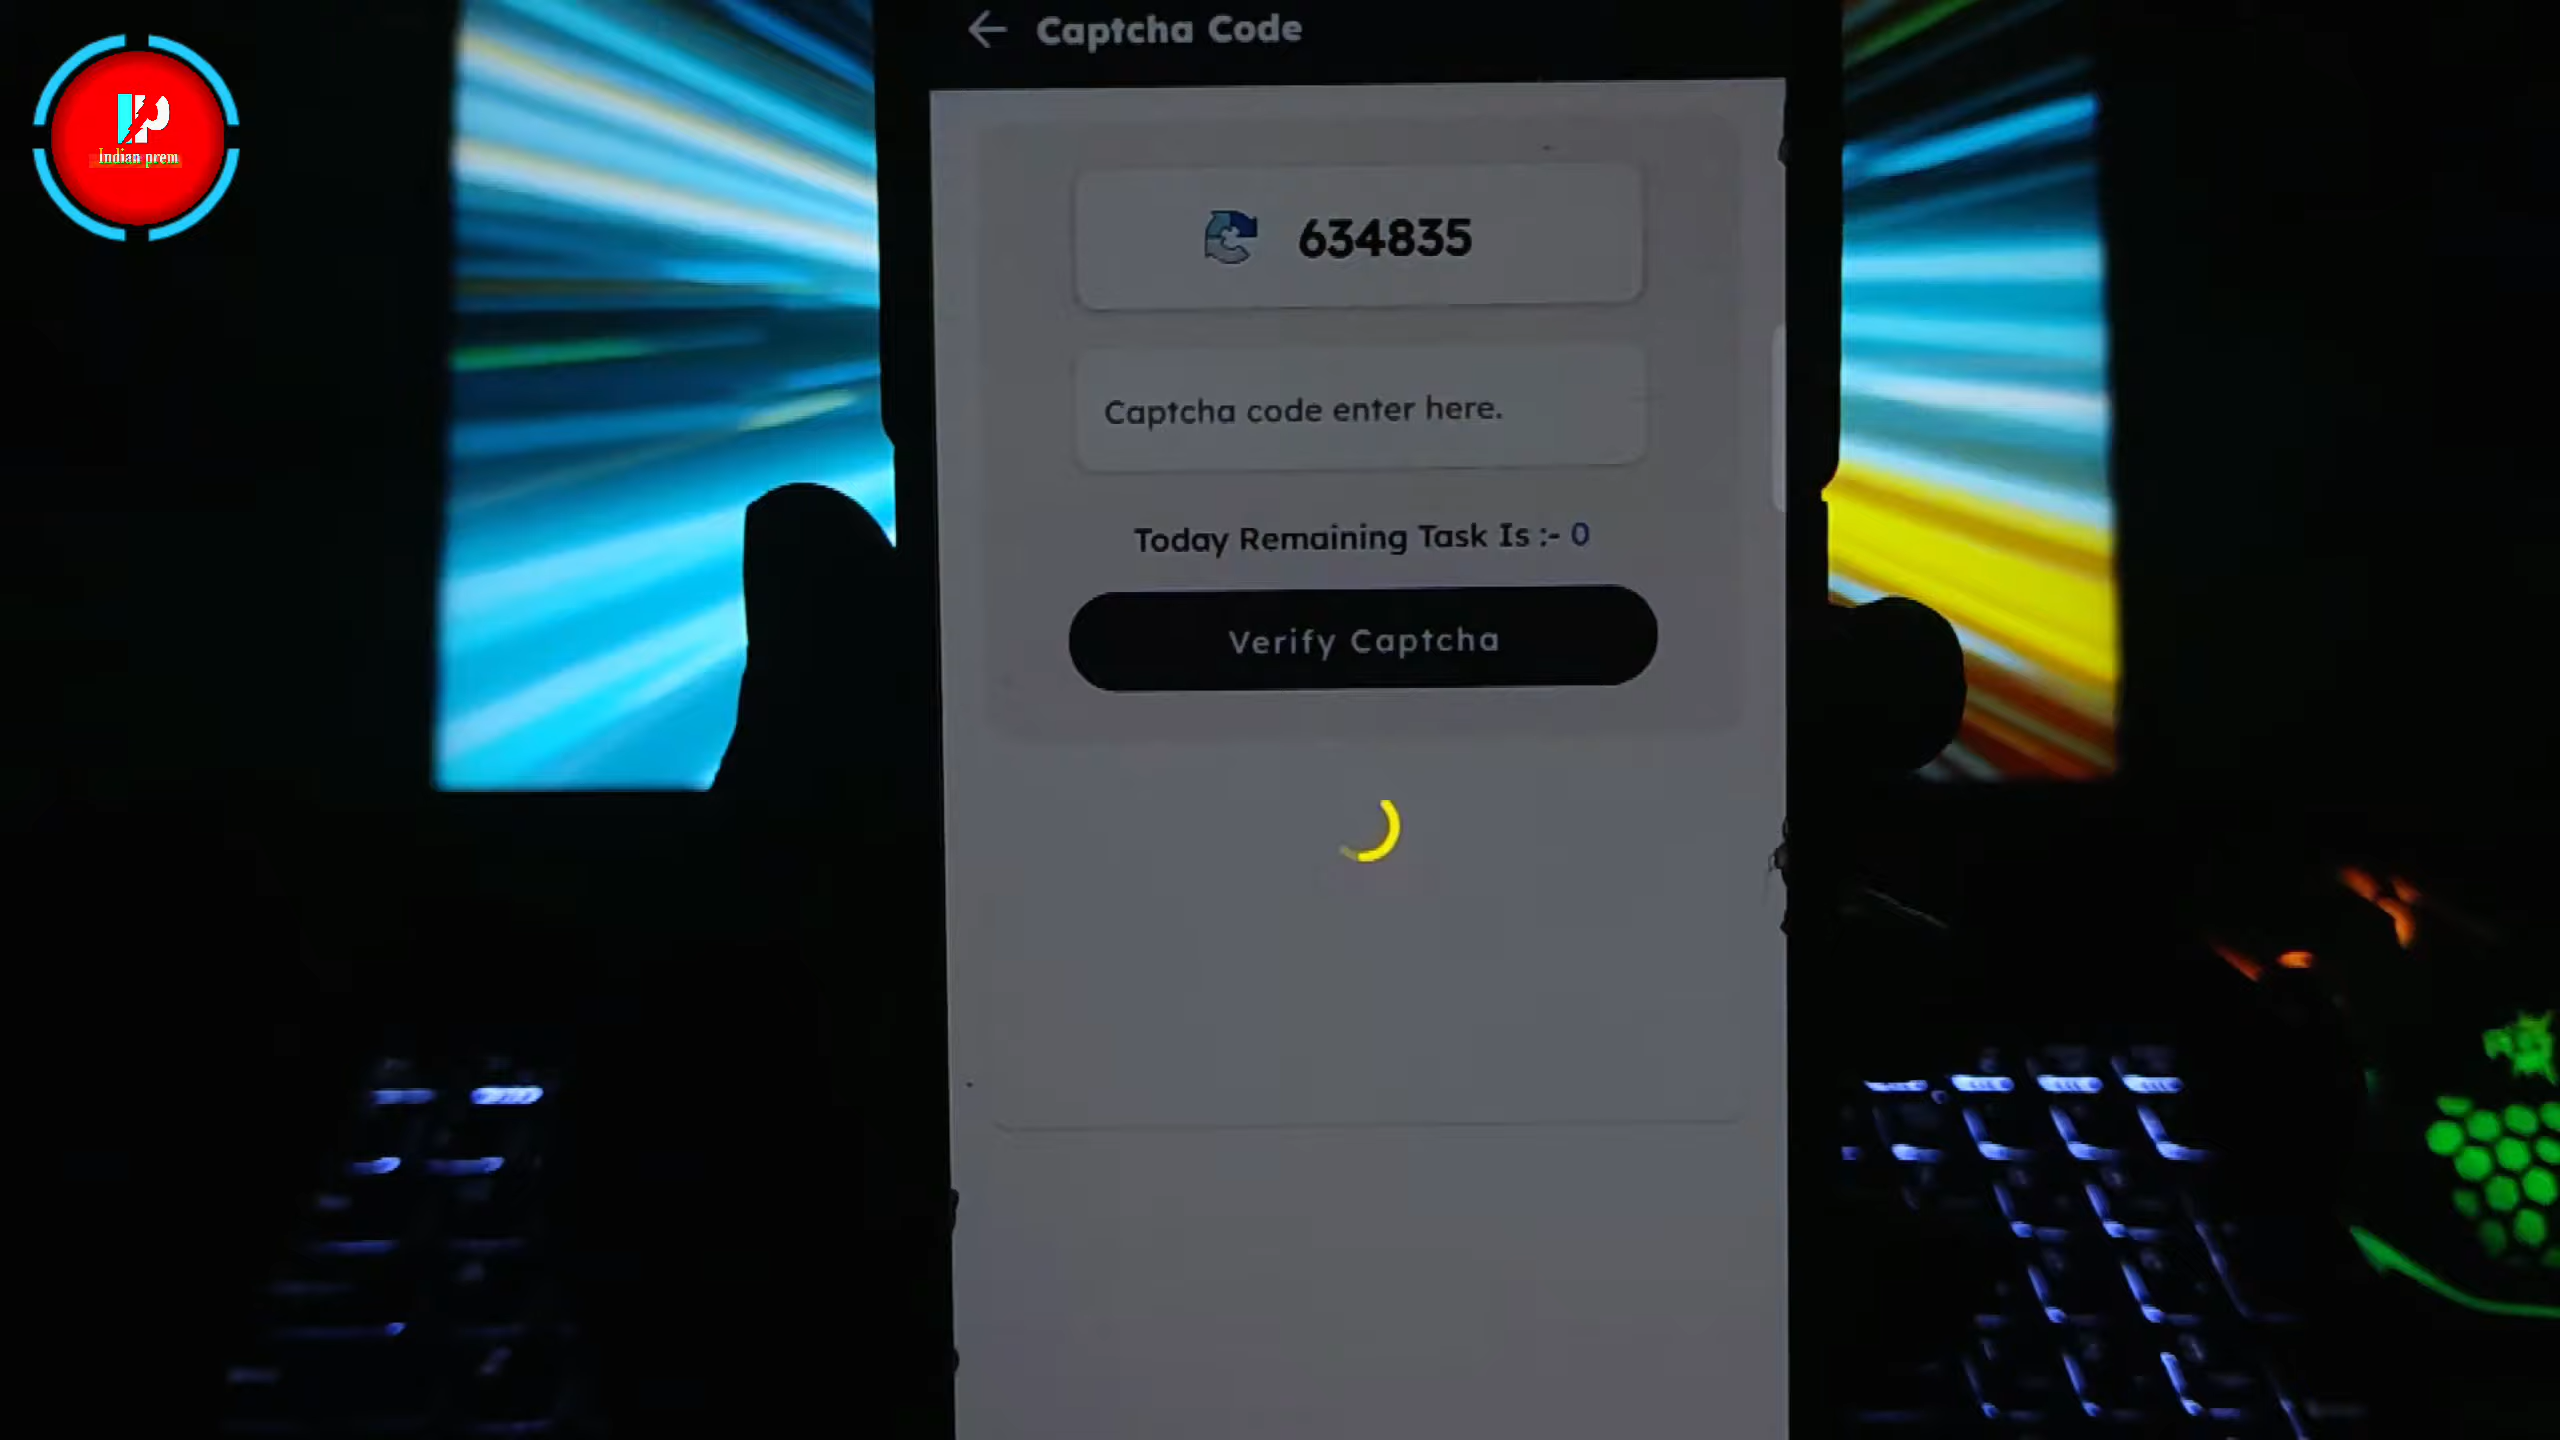 Captcha Code
Indian prem
634835
Captcha code enter here.
Today Remaining Task Is :- 0
Verify Captcha